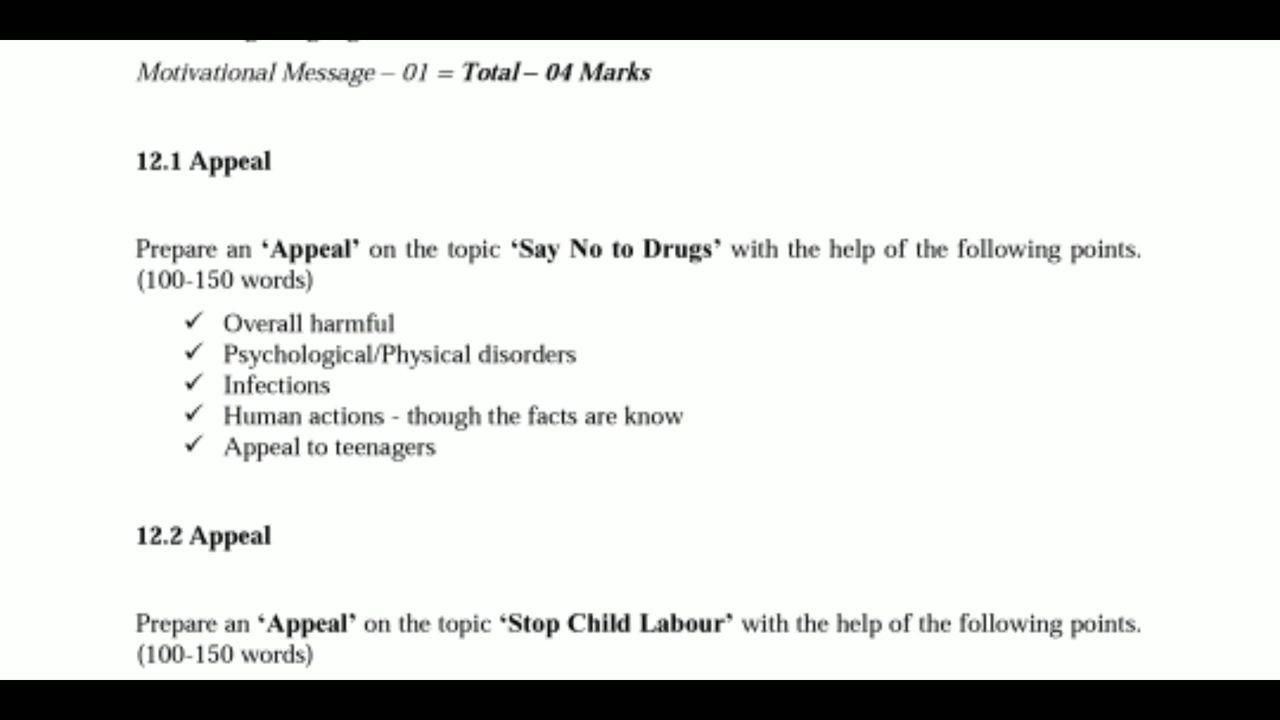 Motivational Message – 01 = Total – 04 Marks
12.1 Appeal
Prepare an ‘Appeal’ on the topic ‘Say No to Drugs’ with the help of the following points.
(100-150 words)
✓ Overall harmful
✓ Psychological/Physical disorders
✓ Infections
✓ Human actions - though the facts are know
✓ Appeal to teenagers
12.2 Appeal
Prepare an ‘Appeal’ on the topic ‘Stop Child Labour’ with the help of the following points.
(100-150 words)